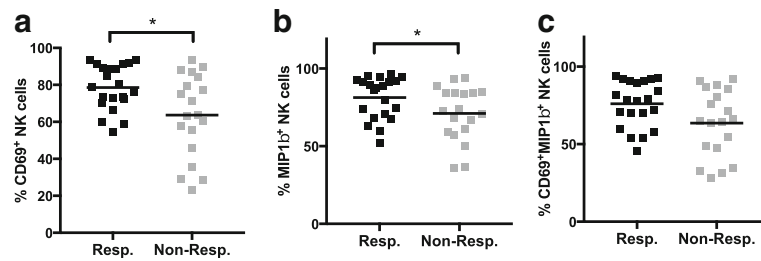 a
*
% CD69⁺ NK cells
100
80
60
40
20
0
Resp.
Non-Resp.
b
*
% MIP1b⁺ NK cells
100
50
0
Resp.
Non-Resp.
c
% CD69⁺MIP1b⁺ NK cells
100
50
0
Resp.
Non-Resp.